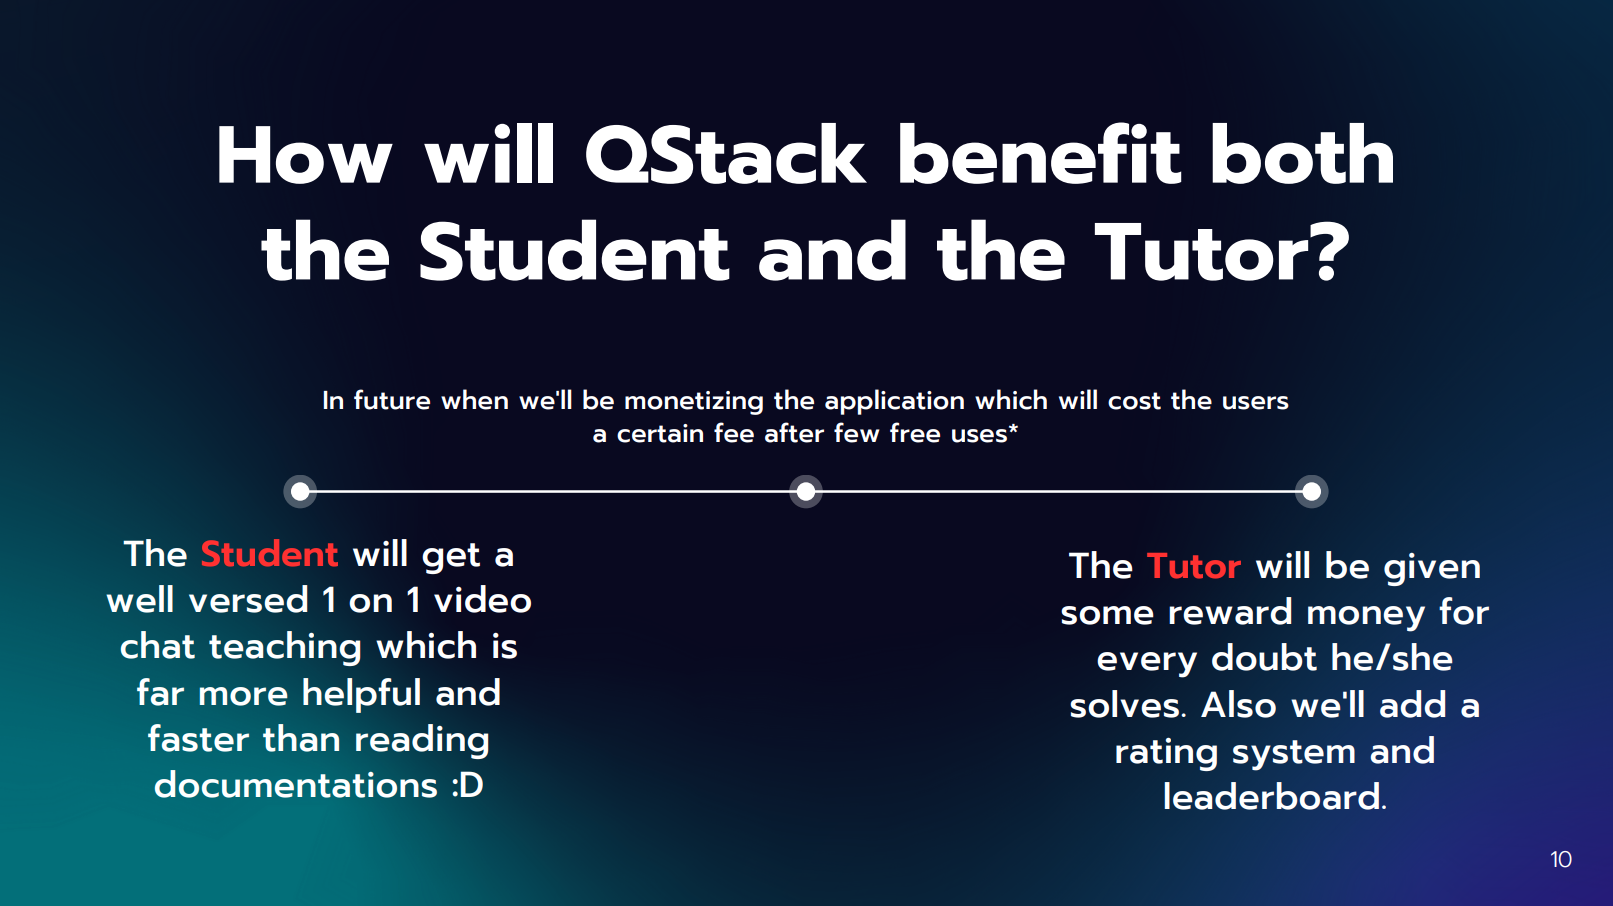 How will QStack benefit both
the Student and the Tutor?
In future when we'll be monetizing the application which will cost the users
a certain fee after few free uses*
The Student will get a
well versed 1 on 1 video
chat teaching which is
far more helpful and
faster than reading
documentations :D
The Tutor will be given
some reward money for
every doubt he/she
solves. Also we'll add a
rating system and
leaderboard.
10